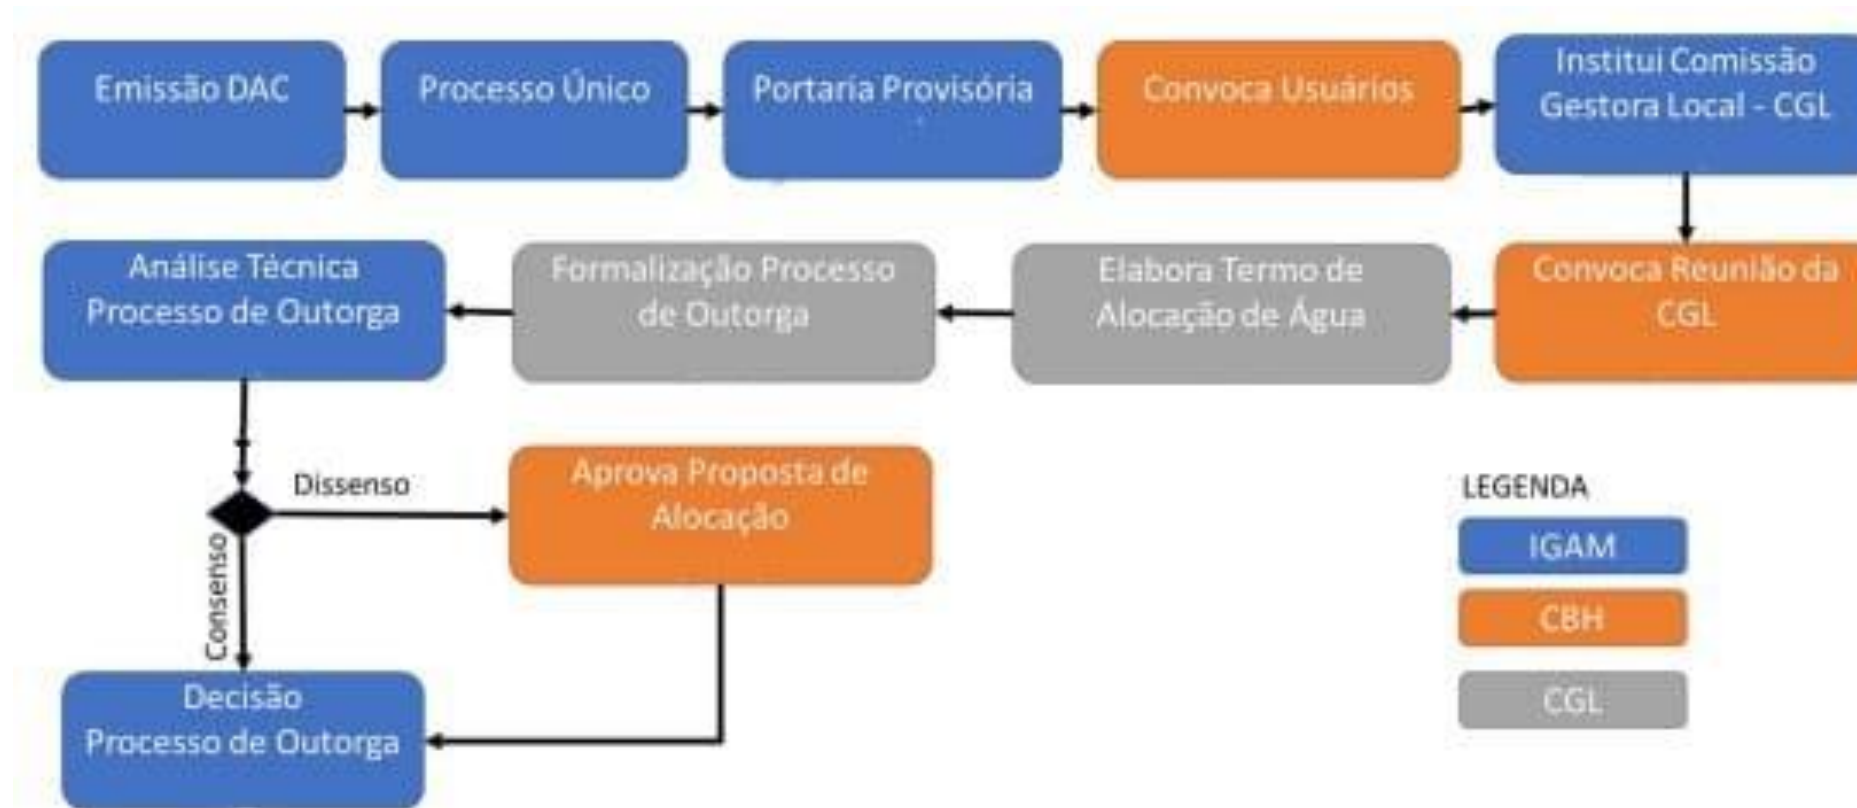 Emissão DAC
Processo Único
Portaria Provisória
Convoca Usuários
Institui Comissão
Gestora Local - CGL
Análise Técnica
Processo de Outorga
Formalização Processo
de Outorga
Elabora Termo de
Alocação de Água
Convoca Reunião da
CGL
Dissenso
Aprova Proposta de
Alocação
Consenso
Decisão
Processo de Outorga
LEGENDA
IGAM
CBH
CGL